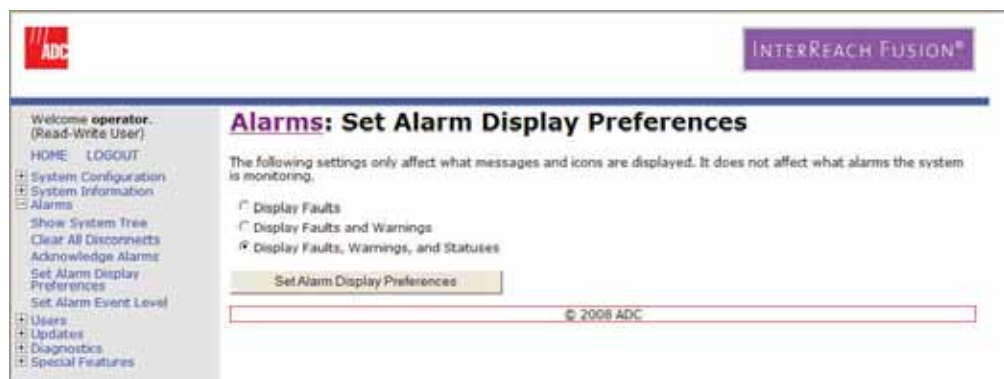 ADC
INTERREACH FUSION®
Welcome operator.
(Read-Write User)
HOME LOGOUT
System Configuration
System Information
Alarms
Show System Tree
Clear All Disconnects
Acknowledge Alarms
Set Alarm Display
Preferences
Set Alarm Event Level
Users
Updates
Diagnostics
Special Features
Alarms: Set Alarm Display Preferences
The following settings only affect what messages and icons are displayed. It does not affect what alarms the system
is monitoring.
Display Faults
Display Faults and Warnings
Display Faults, Warnings, and Statuses
Set Alarm Display Preferences
© 2008 ADC